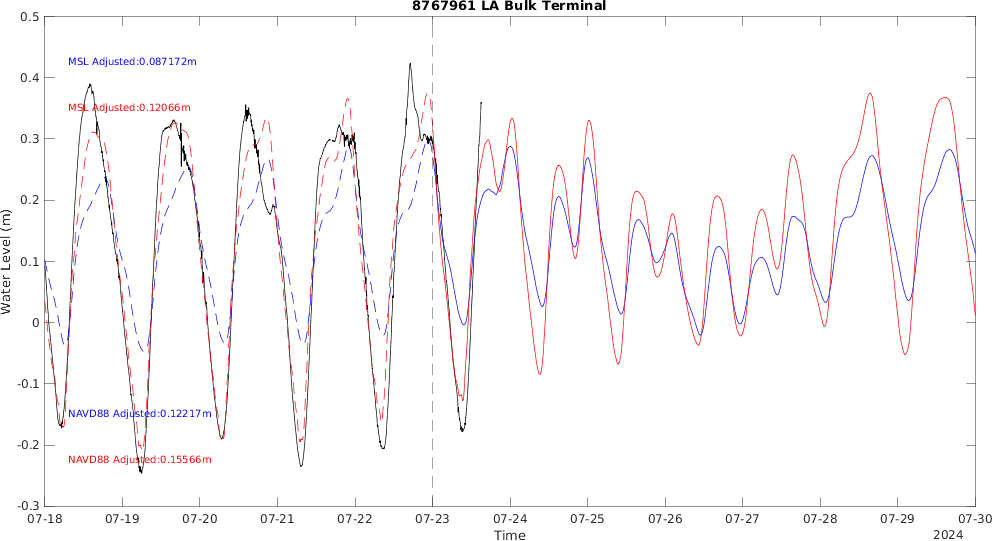 8767961 LA Bulk Terminal
0.5
0.4
0.3
0.2
0.1
0
-0.1
-0.2
-0.3
Water Level (m)
MSL Adjusted:0.087172m
MSL Adjusted:0.12066m
NAVD88 Adjusted:0.12217m
NAVD88 Adjusted:0.15566m
07-18 07-19 07-20 07-21 07-22 07-23 07-24 07-25 07-26 07-27 07-28 07-29 07-30
Time
2024